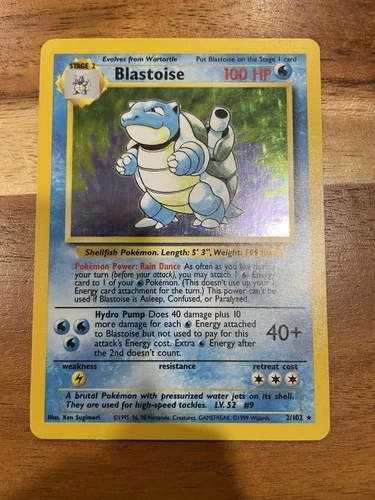 STAGE 2
Evolves from Wartortle Put Blastoise on the Stage 1 card
Blastoise 100 HP
Shellfish Pokémon. Length: 5' 3", Weight: 189 lbs.
Pokémon Power: Rain Dance As often as you like during
your turn (before your attack), you may attach 1 Energy
card to 1 of your Pokémon. (This doesn't use up your 1
Energy card attachment for the turn.) This power can't be
used if Blastoise is Asleep, Confused, or Paralyzed.
Hydro Pump Does 40 damage plus 10
more damage for each Energy attached
to Blastoise but not used to pay for this
attack's Energy cost. Extra Energy after
the 2nd doesn't count.
40+
weakness resistance retreat cost
A brutal Pokémon with pressurized water jets on its shell.
They are used for high-speed tackles. LV. 52 #9
Illus. Ken Sugimori ©1995, 96, 98 Nintendo, Creatures, GAMEFREAK. ©1999 Wizards. 2/102 ★